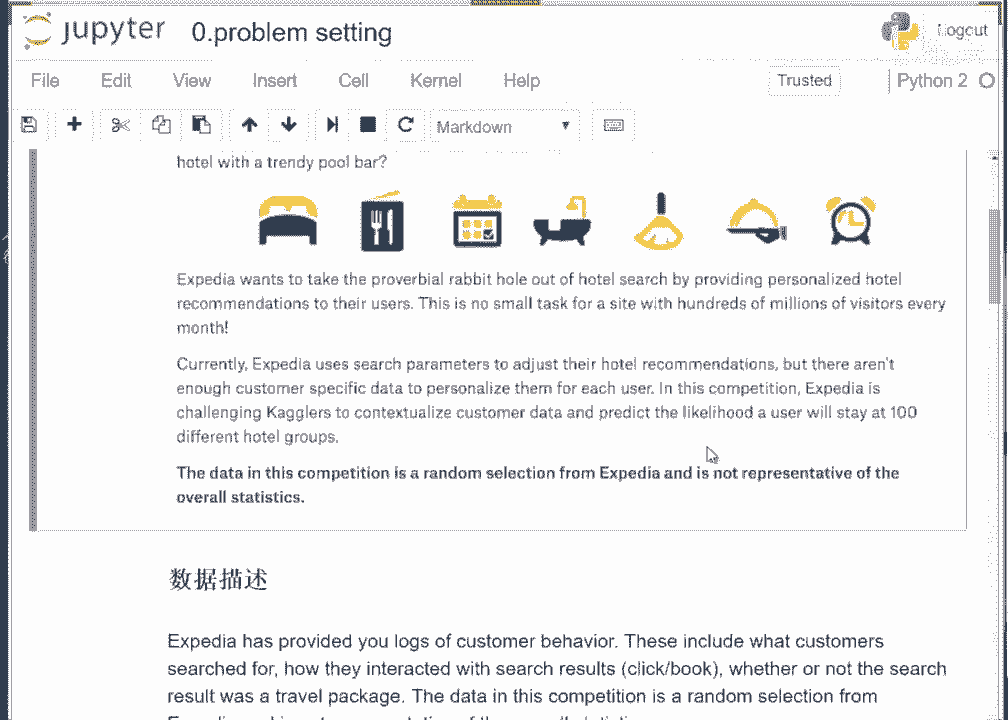 jupyter 0.problem setting Logout
File Edit View Insert Cell Kernel Help Trusted Python 2
Markdown
hotel with a trendy pool bar?
Expedia wants to take the proverbial rabbit hole out of hotel search by providing personalized hotel
recommendations to their users. This is no small task for a site with hundreds of millions of visitors every
month!
Currently, Expedia uses search parameters to adjust their hotel recommendations, but there aren't
enough customer specific data to personalize them for each user. In this competition, Expedia is
challenging Kagglers to contextualize customer data and predict the likelihood a user will stay at 100
different hotel groups.
The data in this competition is a random selection from Expedia and is not representative of the
overall statistics.
数据描述
Expedia has provided you logs of customer behavior. These include what customers
searched for, how they interacted with search results (click/book), whether or not the search
result was a travel package. The data in this competition is a random selection from